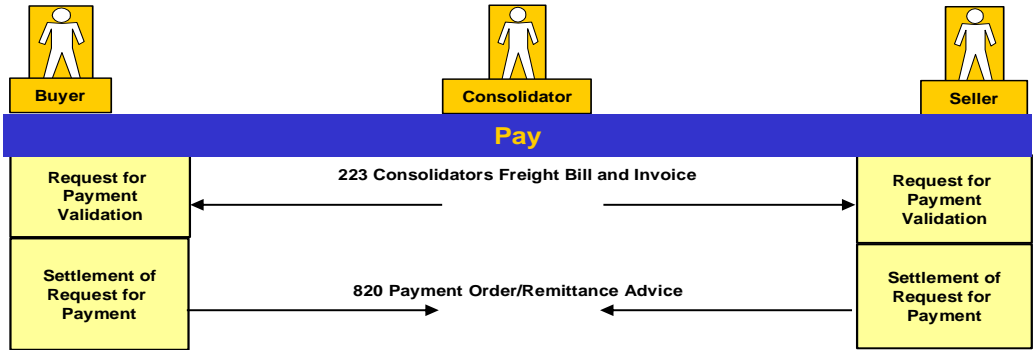 Buyer
Consolidator
Seller
Pay
Request for
Payment
Validation
223 Consolidators Freight Bill and Invoice
Request for
Payment
Validation
Settlement of
Request for
Payment
820 Payment Order/Remittance Advice
Settlement of
Request for
Payment